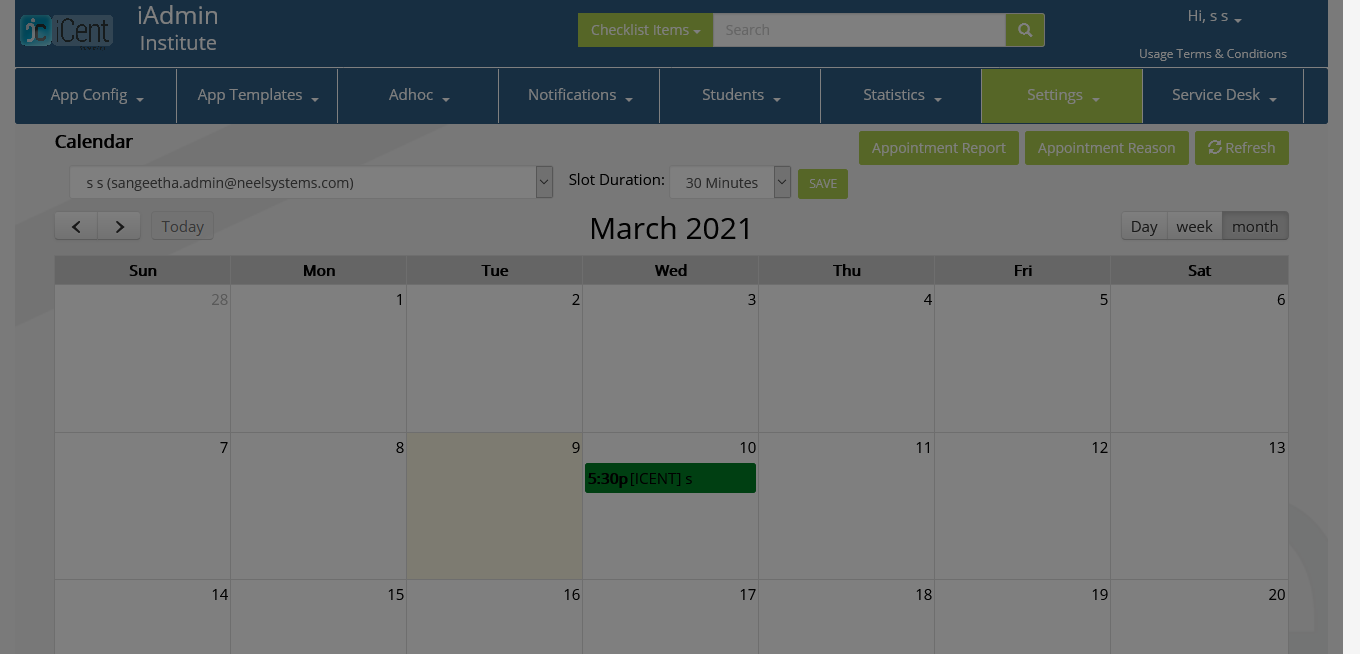 iCent
iAdmin
Institute
Checklist Items
Search
Hi, s s
Usage Terms & Conditions
App Config
App Templates
Adhoc
Notifications
Students
Statistics
Settings
Service Desk
Calendar
Appointment Report
Appointment Reason
Refresh
s s (sangeetha.admin@neelsystems.com)
Slot Duration:
30 Minutes
SAVE
Today
March 2021
Day
week
month
Sun Mon Tue Wed Thu Fri Sat
28 1 2 3 4 5 6
7 8 9 10 11 12 13
5:30p [ICENT] s
14 15 16 17 18 19 20